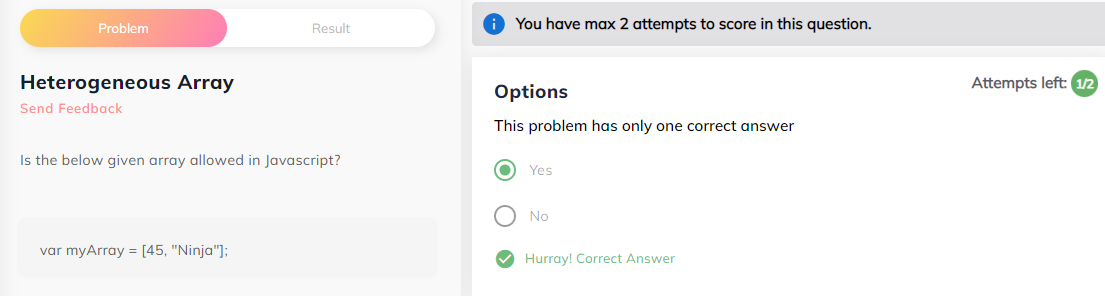 Problem
Result
Heterogeneous Array
Send Feedback
Is the below given array allowed in Javascript?
var myArray = [45, "Ninja"];
You have max 2 attempts to score in this question.
Attempts left: 1/2
Options
This problem has only one correct answer
Yes
No
Hurray! Correct Answer